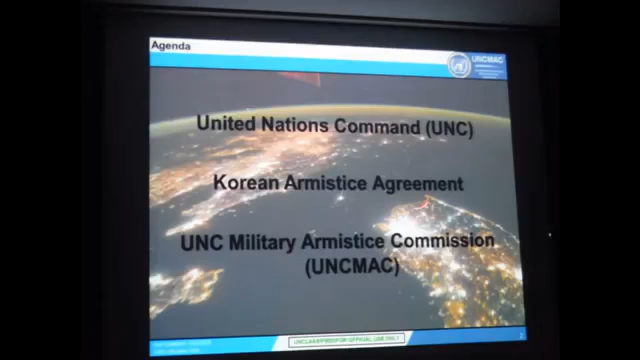 Agenda
UNCMAC
United Nations Command (UNC)
Korean Armistice Agreement
UNC Military Armistice Commission
(UNCMAC)